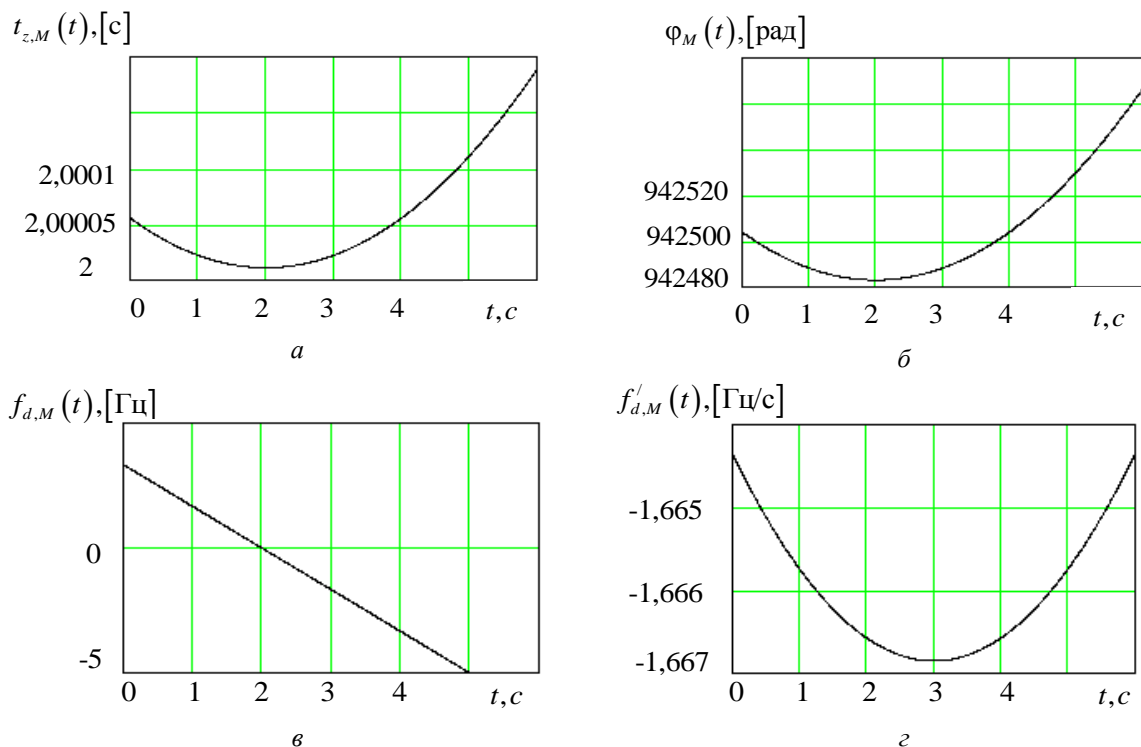 t_{z,M}(t),[с]
φ_M(t),[рад]
2,0001
2,00005
2
0 1 2 3 4 t,c
а
942520
942500
942480
0 1 2 3 4 t,c
б
f_{d,M}(t),[Гц]
f^{/}_{d,M}(t),[Гц/с]
0
-5
0 1 2 3 4 t,c
в
-1,665
-1,666
-1,667
0 1 2 3 4 t,c
г